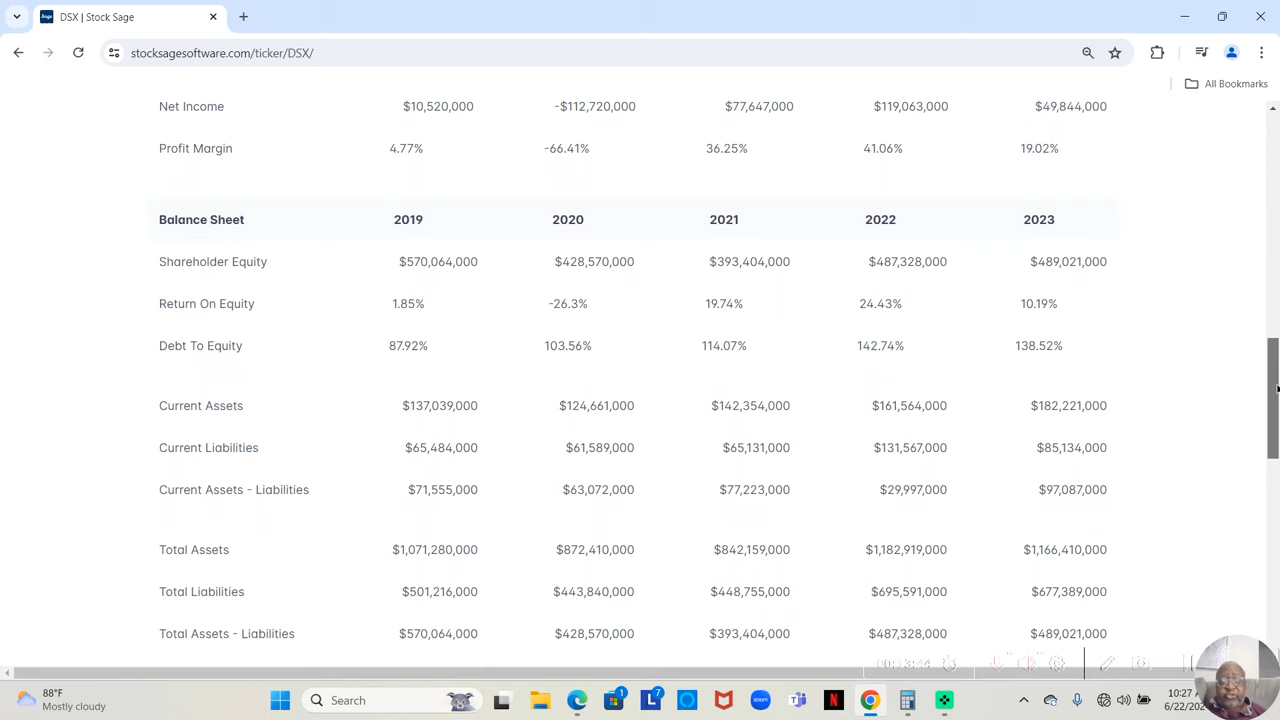 DSX | Stock Sage
stocksagesoftware.com/ticker/DSX/
All Bookmarks
Net Income $10,520,000 -$112,720,000 $77,647,000 $119,063,000 $49,844,000
Profit Margin 4.77% -66.41% 36.25% 41.06% 19.02%
Balance Sheet 2019 2020 2021 2022 2023
Shareholder Equity $570,064,000 $428,570,000 $393,404,000 $487,328,000 $489,021,000
Return On Equity 1.85% -26.3% 19.74% 24.43% 10.19%
Debt To Equity 87.92% 103.56% 114.07% 142.74% 138.52%
Current Assets $137,039,000 $124,661,000 $142,354,000 $161,564,000 $182,221,000
Current Liabilities $65,484,000 $61,589,000 $65,131,000 $131,567,000 $85,134,000
Current Assets - Liabilities $71,555,000 $63,072,000 $77,223,000 $29,997,000 $97,087,000
Total Assets $1,071,280,000 $872,410,000 $842,159,000 $1,182,919,000 $1,166,410,000
Total Liabilities $501,216,000 $443,840,000 $448,755,000 $695,591,000 $677,389,000
Total Assets - Liabilities $570,064,000 $428,570,000 $393,404,000 $487,328,000 $489,021,000
88°F
Mostly cloudy
Search
1
7
zoom
10:27
6/22/